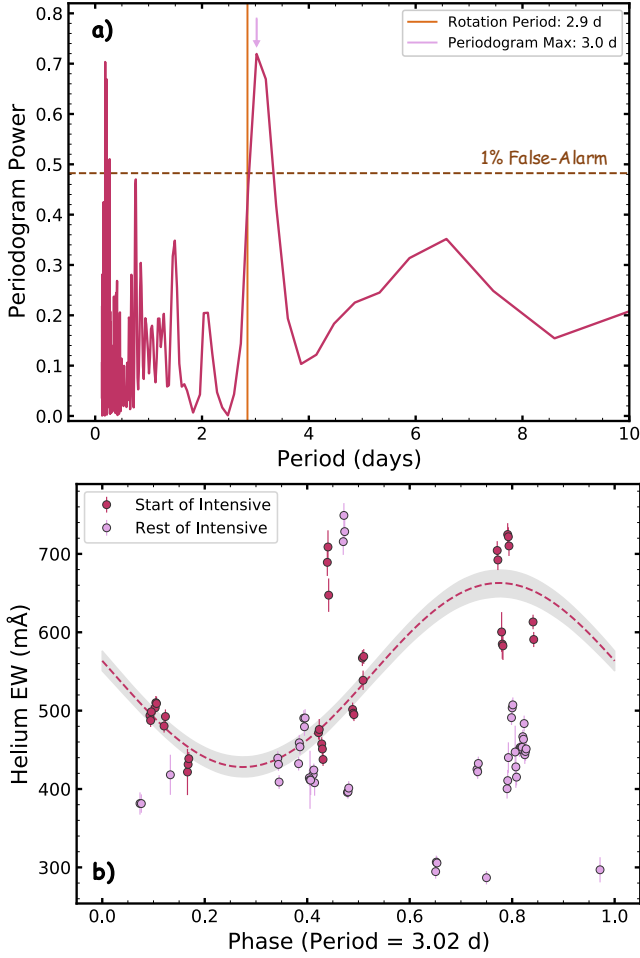 a)
Rotation Period: 2.9 d
Periodogram Max: 3.0 d
1% False-Alarm
Periodogram Power
0.7
0.6
0.5
0.4
0.3
0.2
0.1
0.0
0 2 4 6 8 10
Period (days)
Start of Intensive
Rest of Intensive
Helium EW (mÅ)
700
600
500
400
300
b)
0.0 0.2 0.4 0.6 0.8 1.0
Phase (Period = 3.02 d)